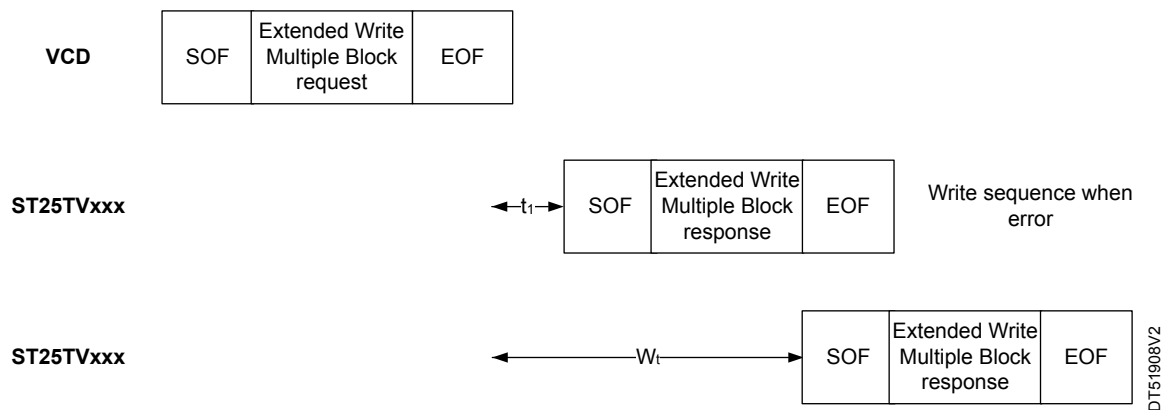 VCD
SOF
Extended Write
Multiple Block
request
EOF
ST25TVxxx
t1
SOF
Extended Write
Multiple Block
response
EOF
Write sequence when
error
ST25TVxxx
Wt
SOF
Extended Write
Multiple Block
response
EOF
DT51908V2